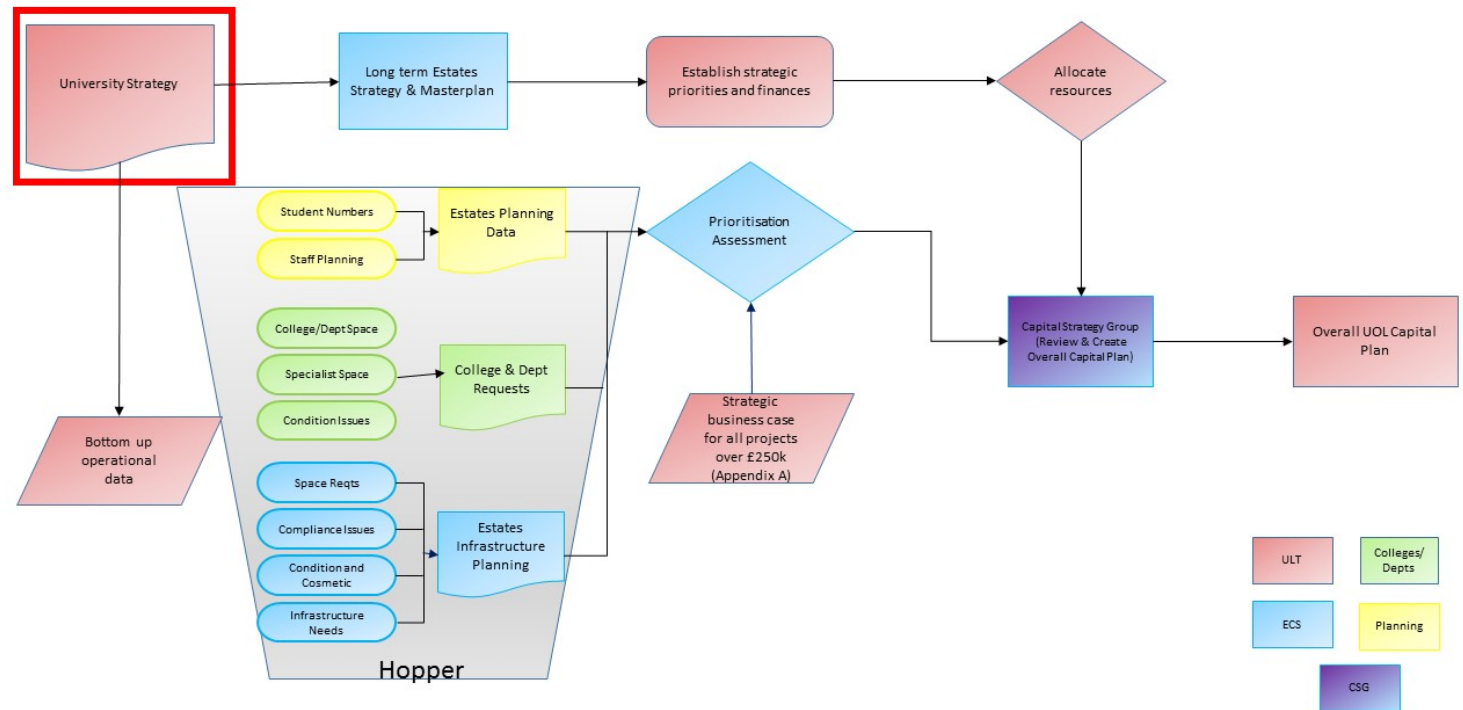 University Strategy
Long term Estates
Strategy & Masterplan
Establish strategic
priorities and finances
Allocate
resources
Student Numbers
Staff Planning
Estates Planning
Data
Prioritisation
Assessment
College/Dept Space
Specialist Space
Condition Issues
College & Dept
Requests
Capital Strategy Group
(Review & Create
Overall Capital Plan)
Overall UOL Capital
Plan
Bottom up
operational
data
Strategic
business case
for all projects
over £250k
(Appendix A)
Space Reqts
Compliance Issues
Condition and
Cosmetic
Infrastructure
Needs
Estates
Infrastructure
Planning
Hopper
ULT
Colleges/
Depts
ECS
Planning
CSG